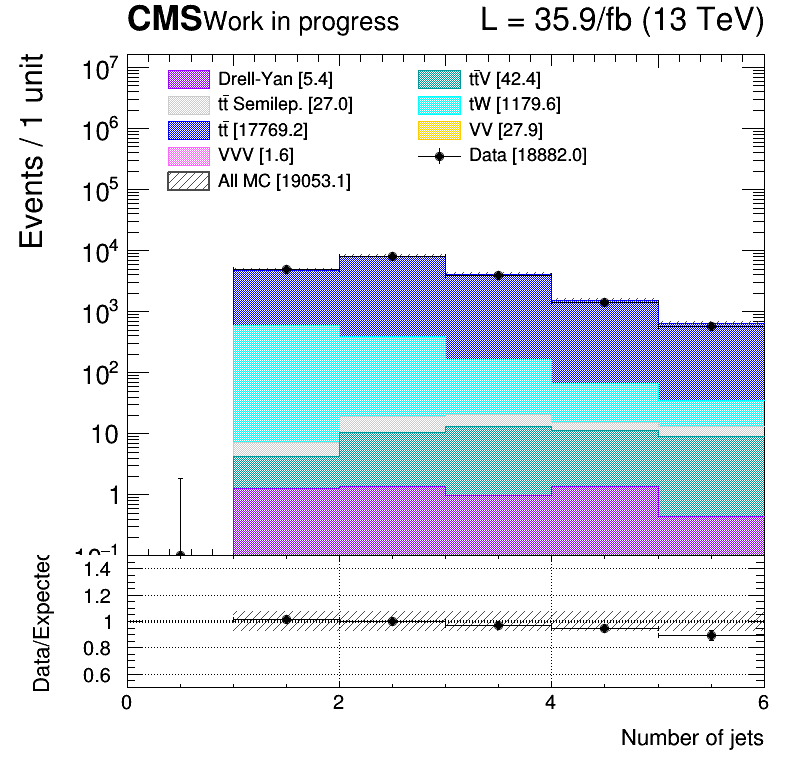 CMS Work in progress L = 35.9/fb (13 TeV)
Events / 1 unit
10⁷
10⁶
10⁵
10⁴
10³
10²
10
1
10⁻¹
Drell-Yan [5.4]
tt̄ Semilep. [27.0]
tt̄ [17769.2]
VVV [1.6]
All MC [19053.1]
tt̄V [42.4]
tW [1179.6]
VV [27.9]
Data [18882.0]
Data/Expected
1.4
1.2
1
0.8
0.6
0 2 4 6
Number of jets